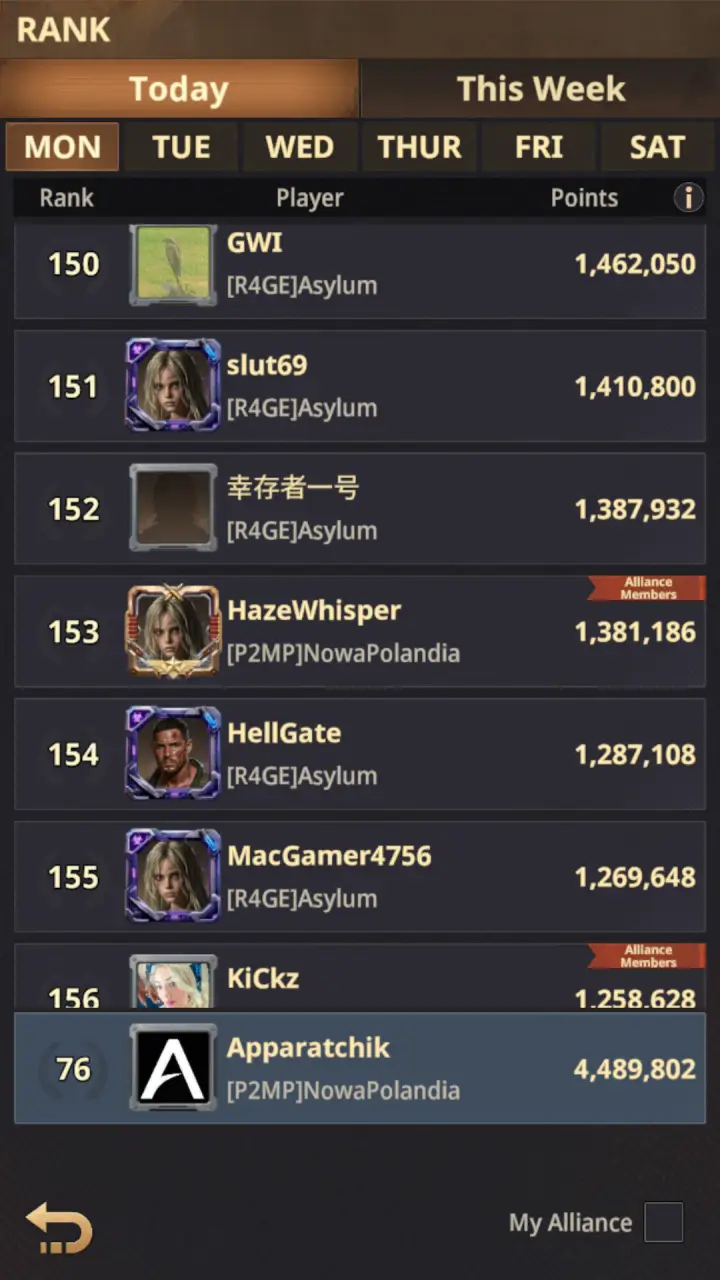 RANK
Today This Week
MON TUE WED THUR FRI SAT
Rank Player Points i
150 GWI 1,462,050
[R4GE]Asylum
151 slut69 1,410,800
[R4GE]Asylum
152 幸存者一号 1,387,932
[R4GE]Asylum
Alliance
Members
153 HazeWhisper 1,381,186
[P2MP]NowaPolandia
154 HellGate 1,287,108
[R4GE]Asylum
155 MacGamer4756 1,269,648
[R4GE]Asylum
Alliance
Members
156 KiCkz 1,258,628
76 Apparatchik 4,489,802
[P2MP]NowaPolandia
My Alliance